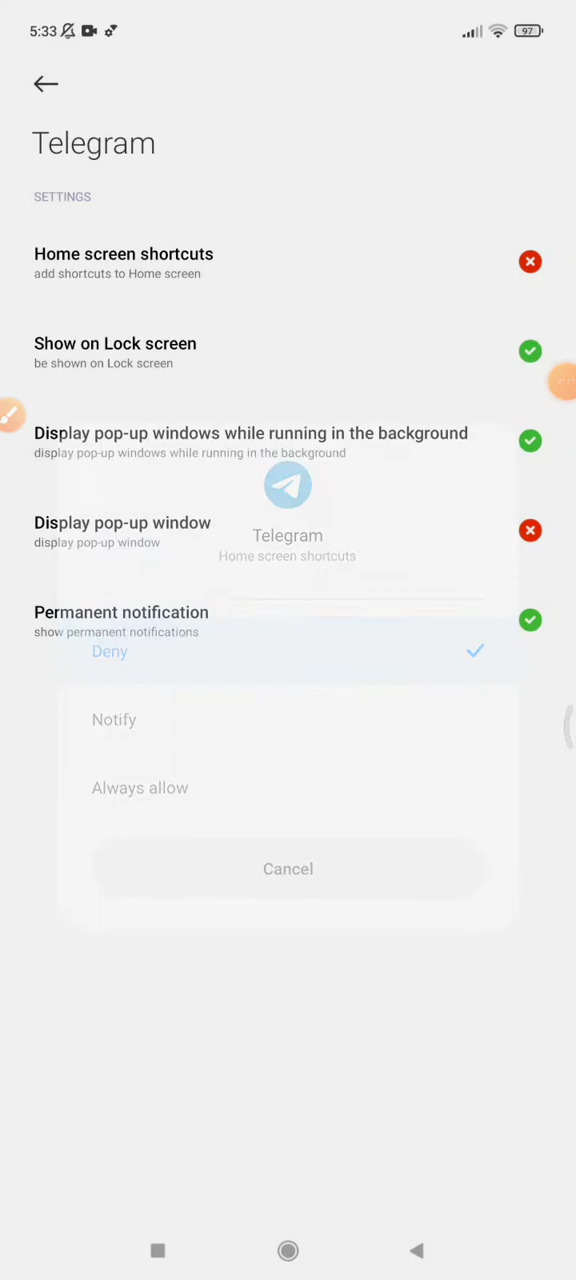 5:33
97
Telegram
SETTINGS
Home screen shortcuts
add shortcuts to Home screen
Show on Lock screen
be shown on Lock screen
Display pop-up windows while running in the background
display pop-up windows while running in the background
Telegram
Home screen shortcuts
Display pop-up window
display pop-up window
Permanent notification
show permanent notifications
Deny
Notify
Always allow
Cancel